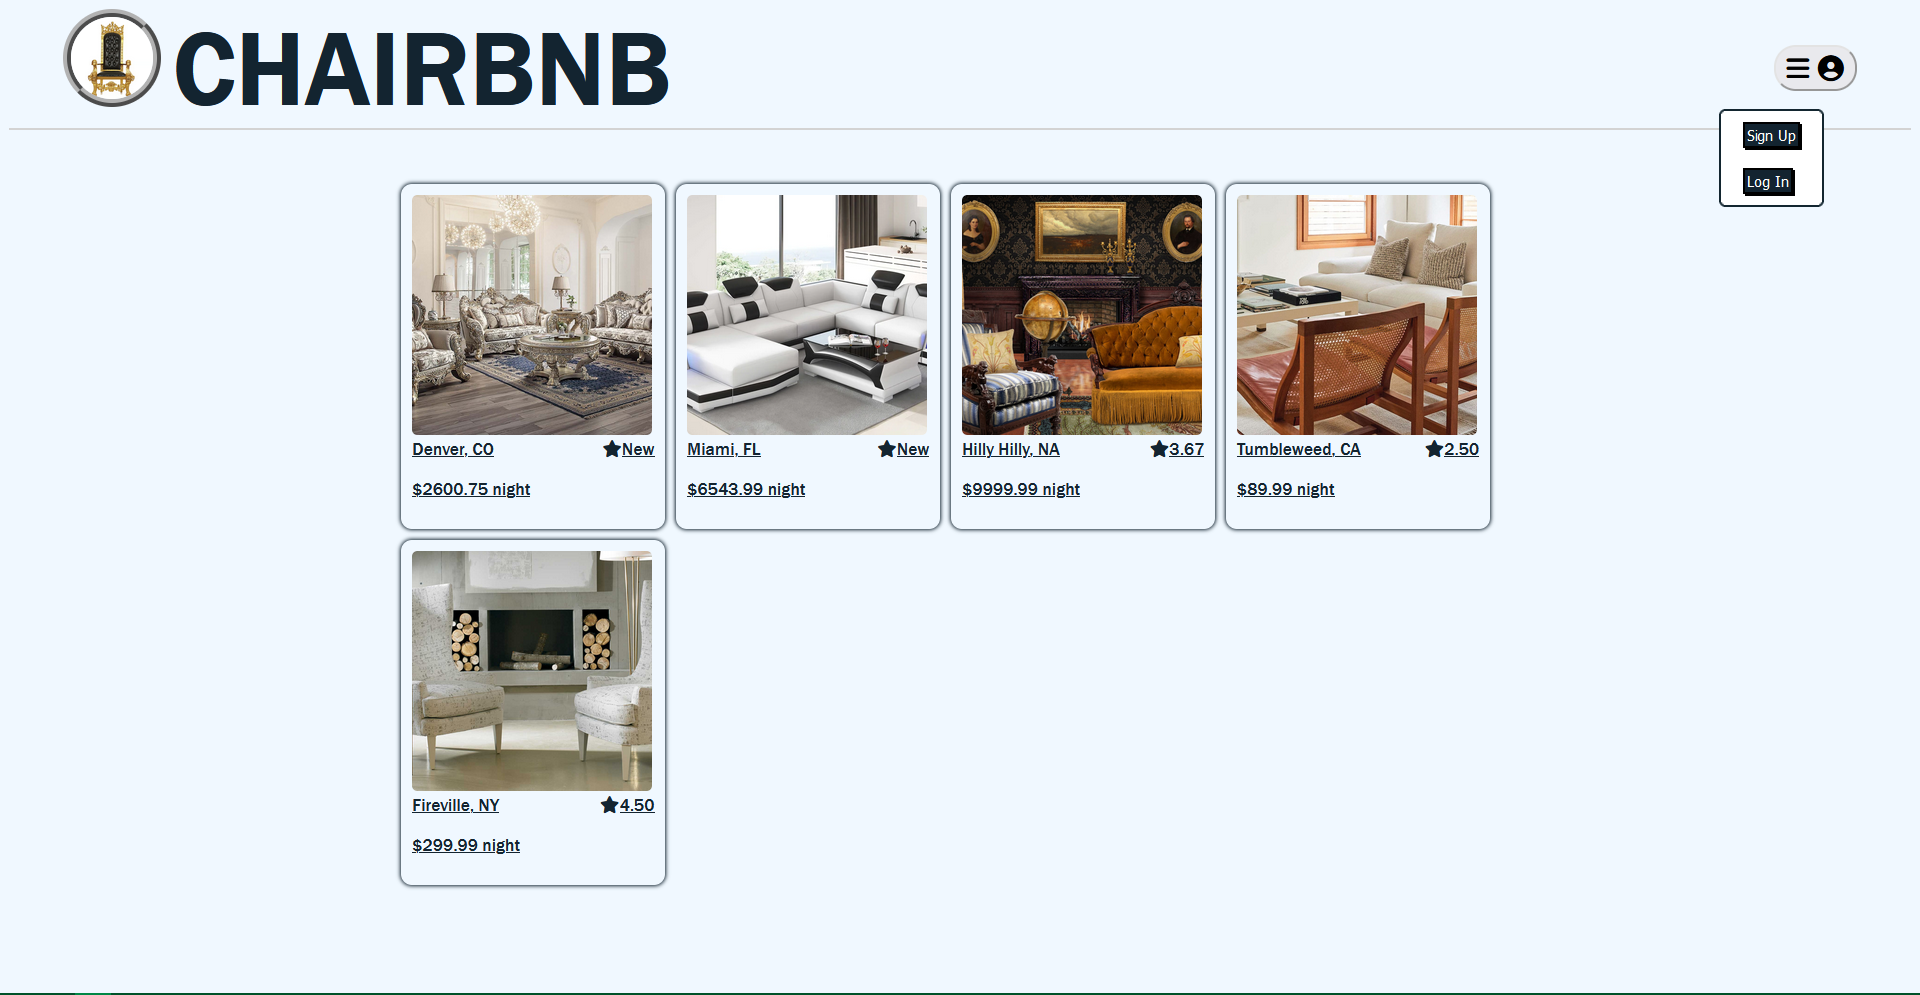 CHAIRBNB
Sign Up
Log In
Denver, CO ★New
$2600.75 night
Miami, FL ★New
$6543.99 night
Hilly Hilly, NA ★3.67
$9999.99 night
Tumbleweed, CA ★2.50
$89.99 night
Fireville, NY ★4.50
$299.99 night